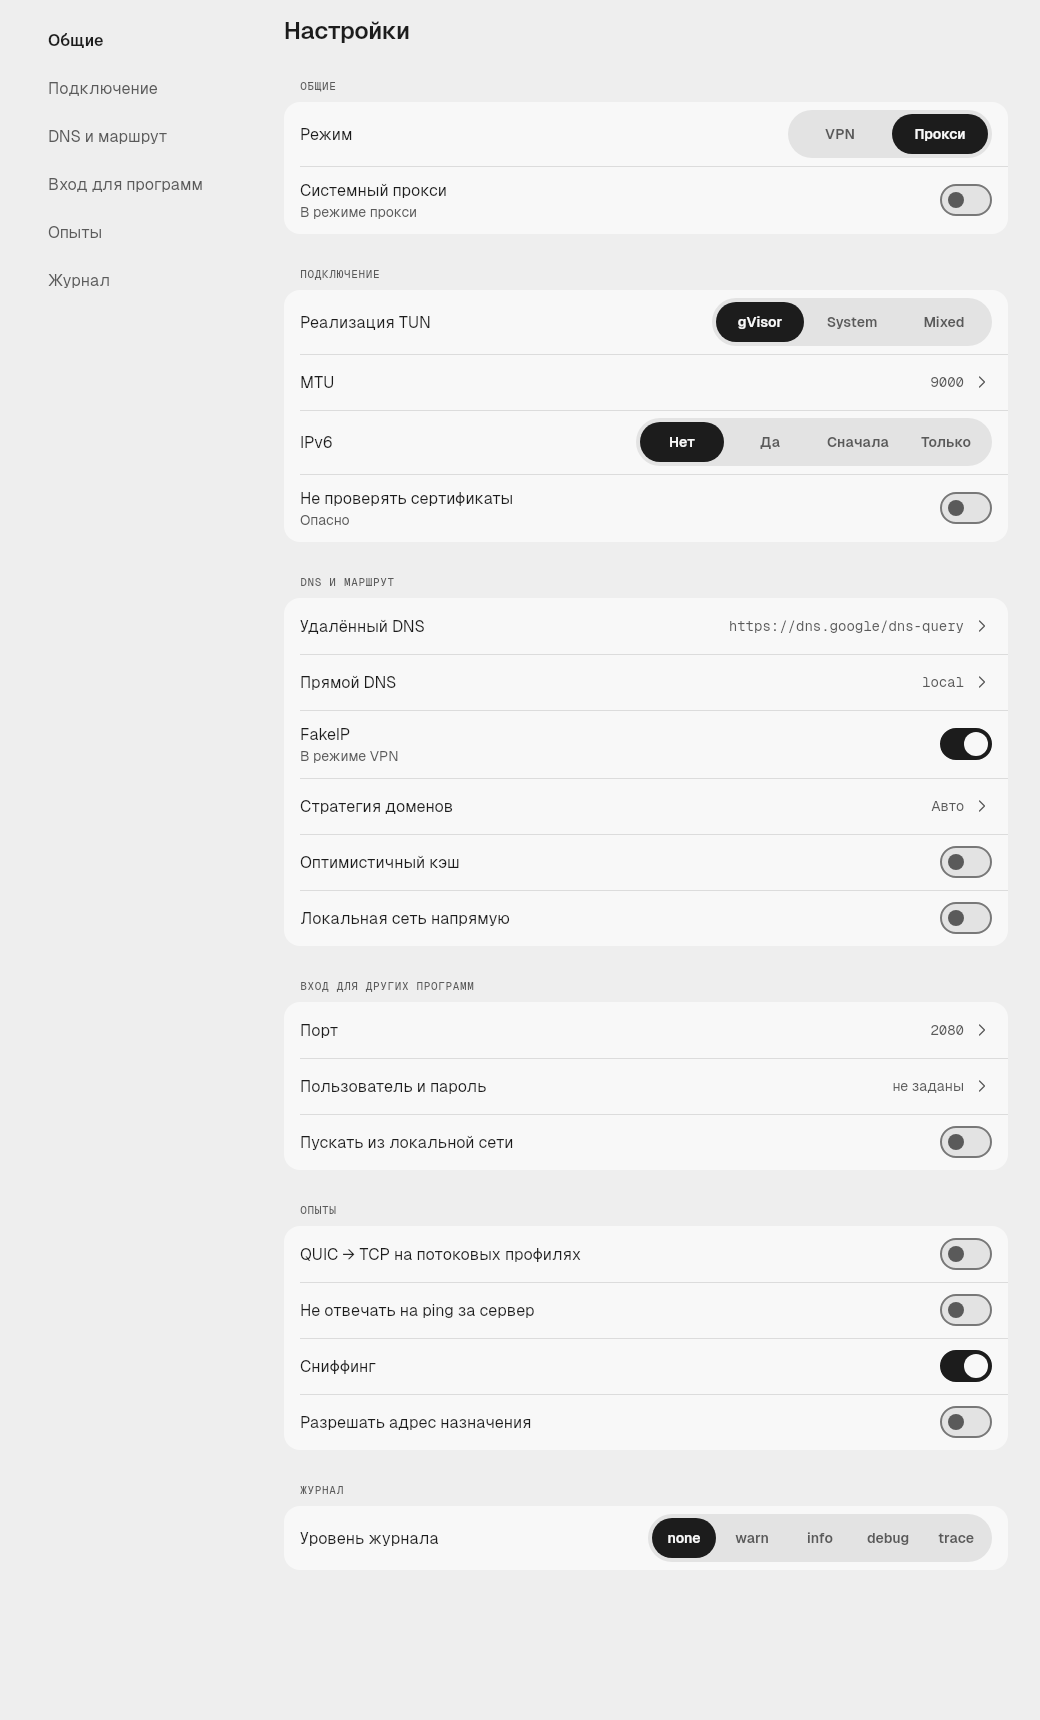 Общие
Подключение
DNS и маршрут
Вход для программ
Опыты
Журнал
Настройки
ОБЩИЕ
Режим VPN Прокси
Системный прокси
В режиме прокси
ПОДКЛЮЧЕНИЕ
Реализация TUN gVisor System Mixed
MTU 9000
IPv6 Нет Да Сначала Только
Не проверять сертификаты
Опасно
DNS И МАРШРУТ
Удалённый DNS https://dns.google/dns-query
Прямой DNS local
FakeIP
В режиме VPN
Стратегия доменов Авто
Оптимистичный кэш
Локальная сеть напрямую
ВХОД ДЛЯ ДРУГИХ ПРОГРАММ
Порт 2080
Пользователь и пароль не заданы
Пускать из локальной сети
ОПЫТЫ
QUIC → TCP на потоковых профилях
Не отвечать на ping за сервер
Сниффинг
Разрешать адрес назначения
ЖУРНАЛ
Уровень журнала none warn info debug trace